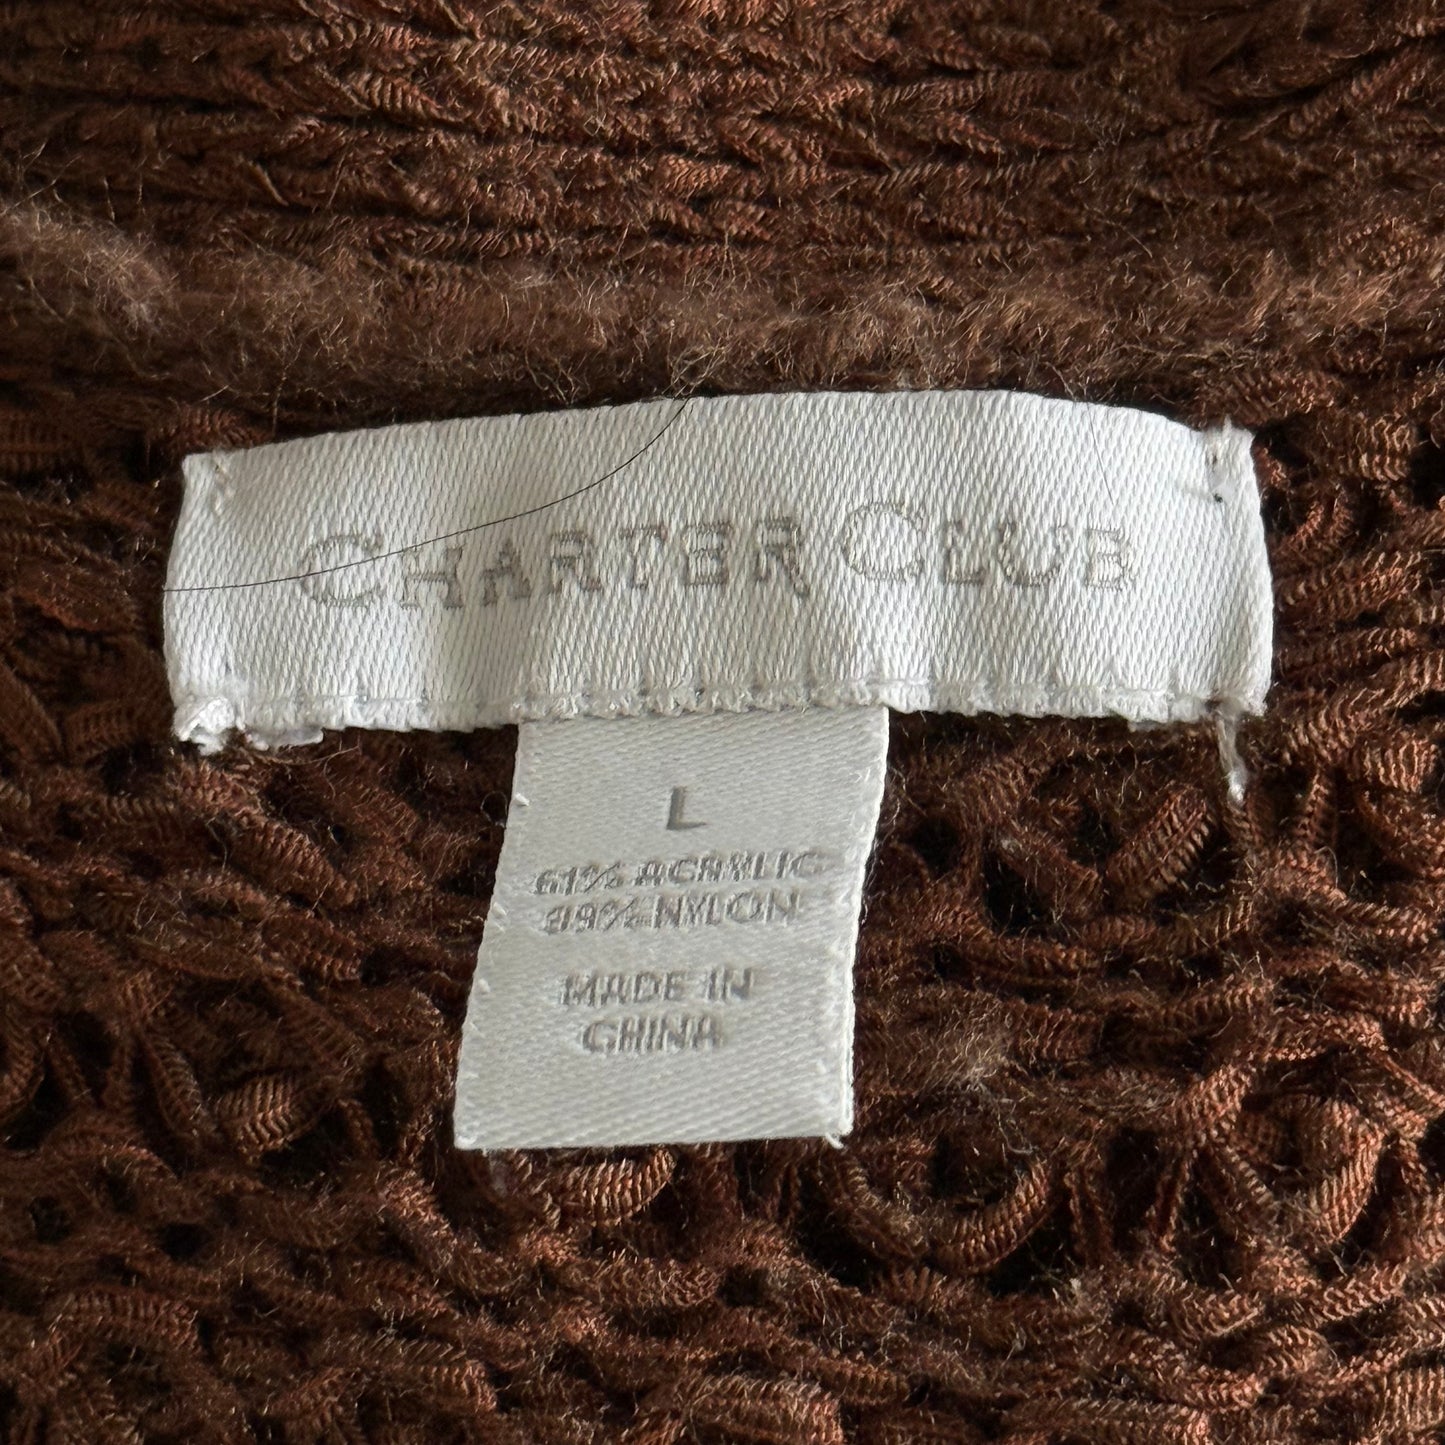 CHARTER CLUB
L
61% ACRYLIC
39% NYLON
MADE IN
CHINA